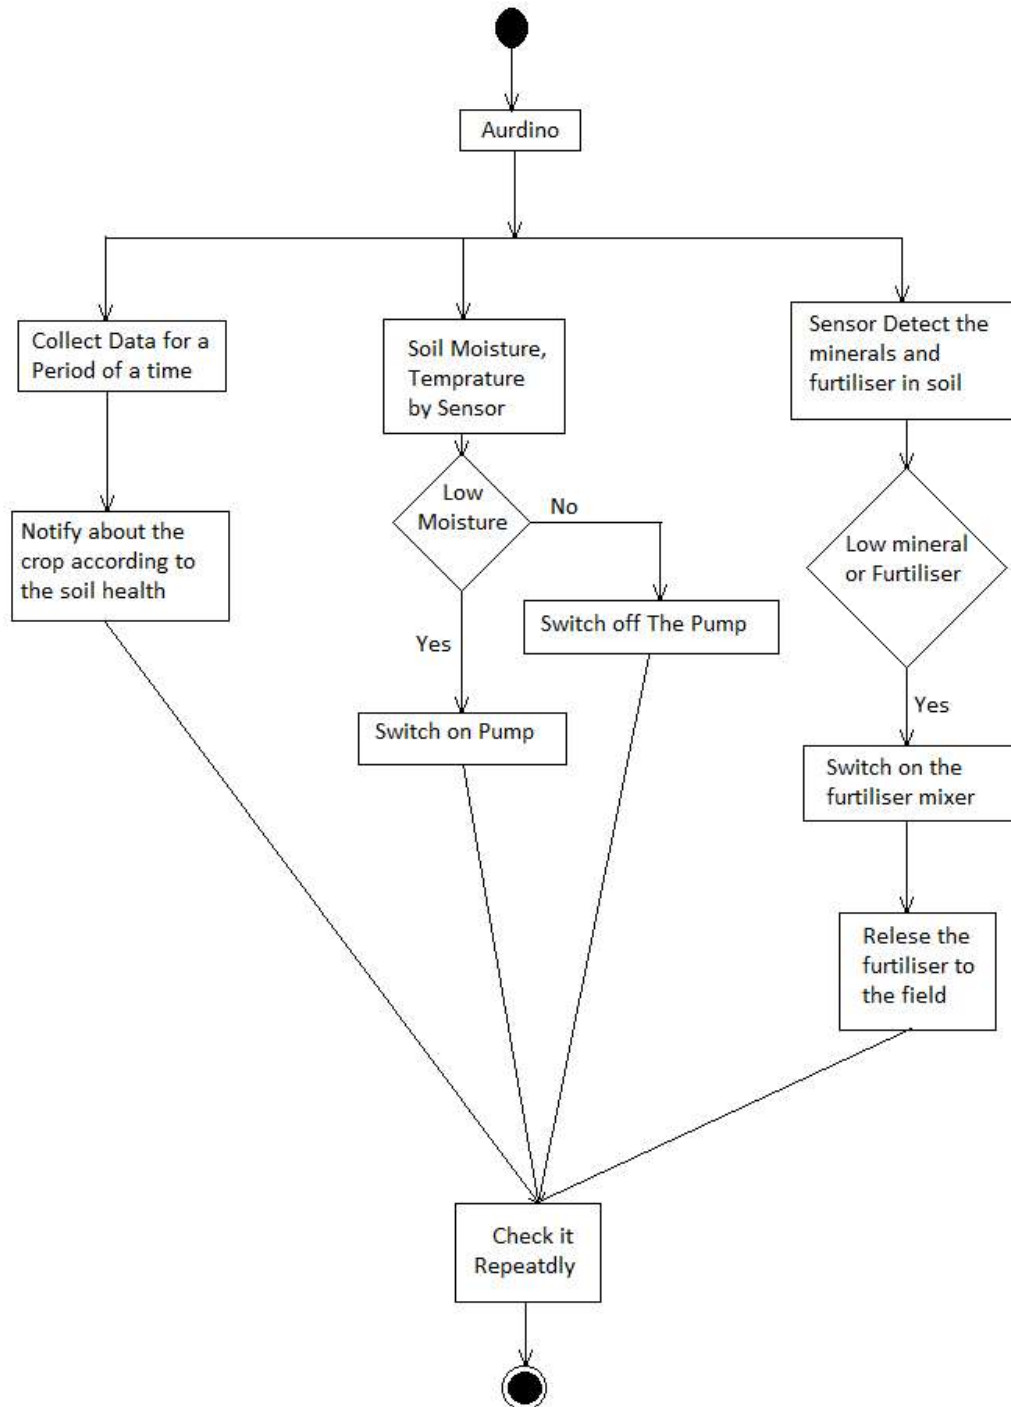 Aurdino
Collect Data for a
Period of a time
Notify about the
crop according to
the soil health
Soil Moisture,
Temprature
by Sensor
Low
Moisture
No
Switch off The Pump
Yes
Switch on Pump
Sensor Detect the
minerals and
furtiliser in soil
Low mineral
or Furtiliser
Yes
Switch on the
furtiliser mixer
Relese the
furtiliser to
the field
Check it
Repeatdly